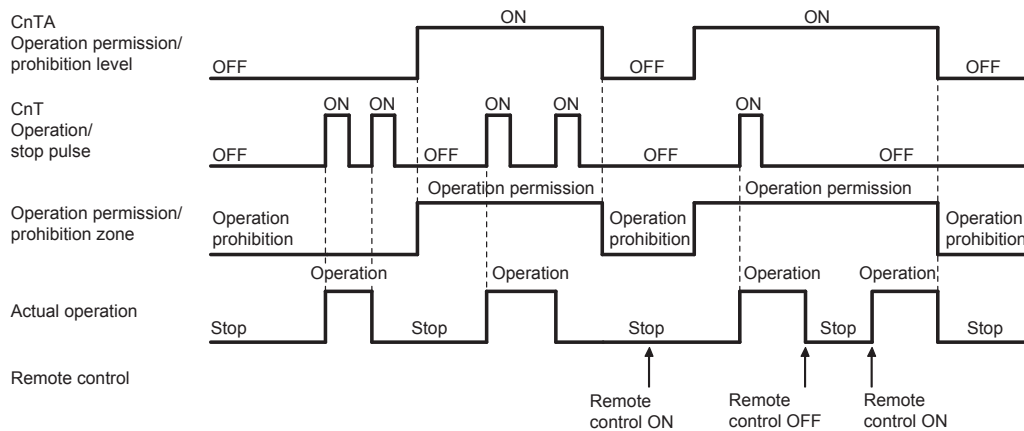 CnTA
Operation permission/
prohibition level
ON
ON
OFF
OFF
OFF
CnT
Operation/
stop pulse
ON
ON
ON
ON
ON
OFF
OFF
OFF
OFF
Operation permission
Operation permission
Operation permission/
prohibition zone
Operation
prohibition
Operation
prohibition
Operation
prohibition
Operation
Operation
Operation
Operation
Actual operation
Stop
Stop
Stop
Stop
Stop
Remote control
Remote
control ON
Remote
control OFF
Remote
control ON